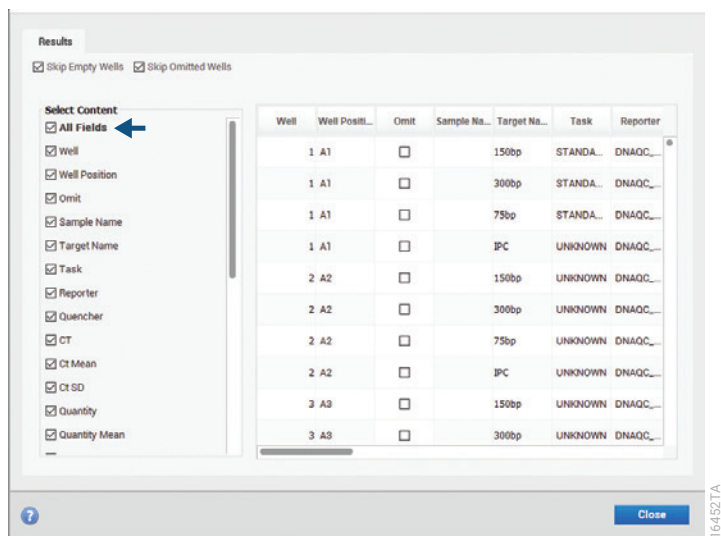 Results
Skip Empty Wells Skip Omitted Wells
Select Content
All Fields
Well
Well Position
Omit
Sample Name
Target Name
Task
Reporter
Quencher
CT
Ct Mean
Ct SD
Quantity
Quantity Mean
Well Well Positi... Omit Sample Na... Target Na... Task Reporter
1 A1 150bp STANDA... DNAQC_...
1 A1 300bp STANDA... DNAQC_...
1 A1 75bp STANDA... DNAQC_...
1 A1 IPC UNKNOWN DNAQC_...
2 A2 150bp UNKNOWN DNAQC_...
2 A2 300bp UNKNOWN DNAQC_...
2 A2 75bp UNKNOWN DNAQC_...
2 A2 IPC UNKNOWN DNAQC_...
3 A3 150bp UNKNOWN DNAQC_...
3 A3 300bp UNKNOWN DNAQC_...
?
Close
16452TA